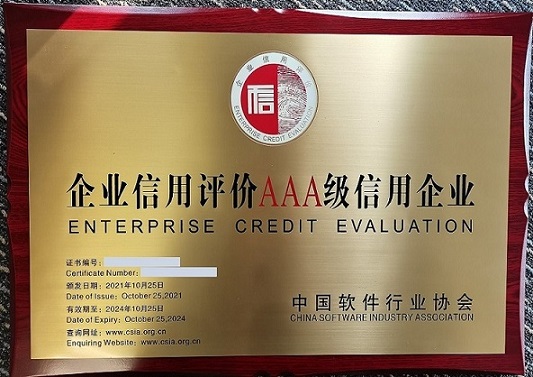 企业信用评价
信
ENTERPRISE CREDIT EVALUATION
企业信用评价AAA级信用企业
ENTERPRISE CREDIT EVALUATION
证书编号：
Certificate Number:
颁发日期：2021年10月25日
Date of Issue: October 25,2021
有效期至：2024年10月25日
Date of Expiry: October 25,2024
查询网址：www.csia.org.cn
Enquiring Website: www.csia.org.cn
中国软件行业协会
CHINA SOFTWARE INDUSTRY ASSOCIATION